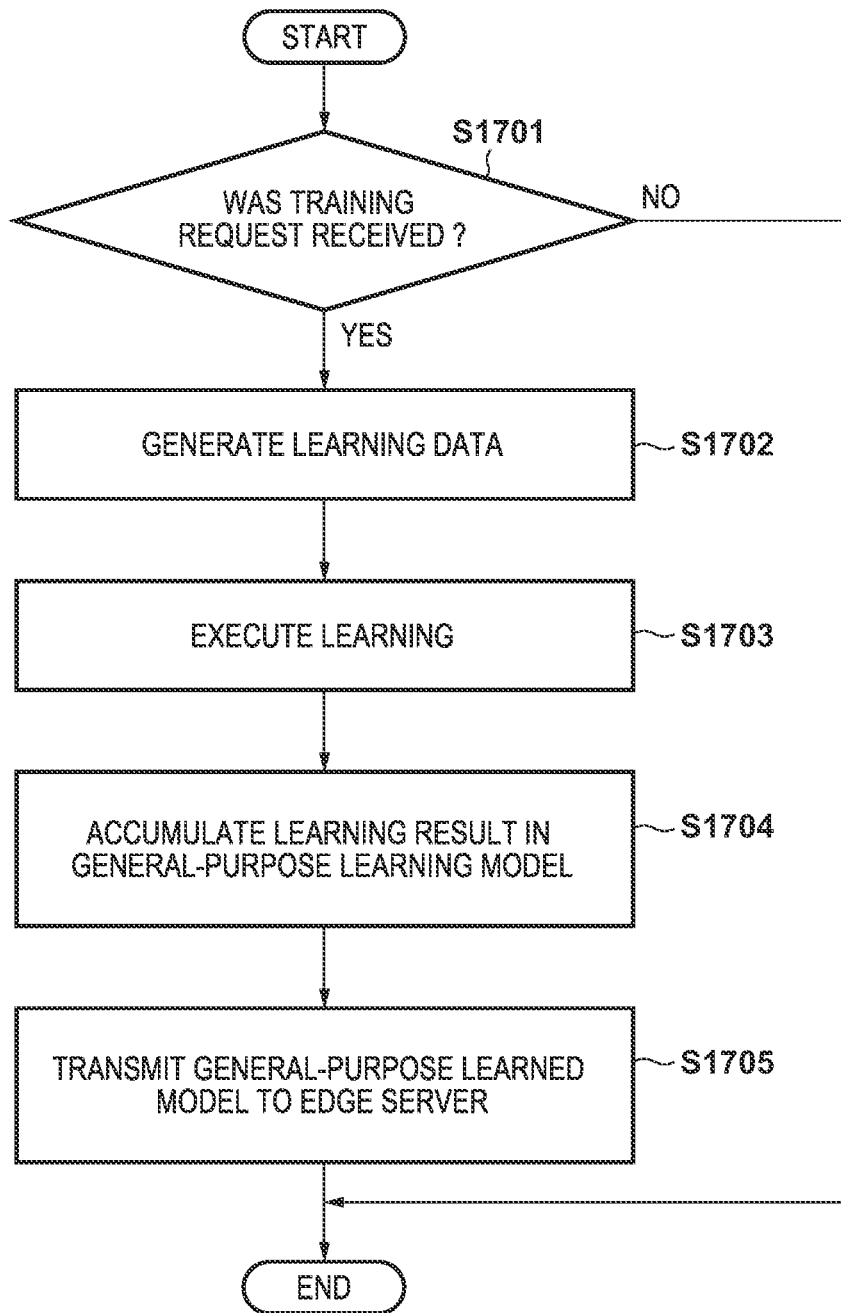 START
S1701
WAS TRAINING
REQUEST RECEIVED ?
NO
YES
GENERATE LEARNING DATA
S1702
EXECUTE LEARNING
S1703
ACCUMULATE LEARNING RESULT IN
GENERAL-PURPOSE LEARNING MODEL
S1704
TRANSMIT GENERAL-PURPOSE LEARNED
MODEL TO EDGE SERVER
S1705
END